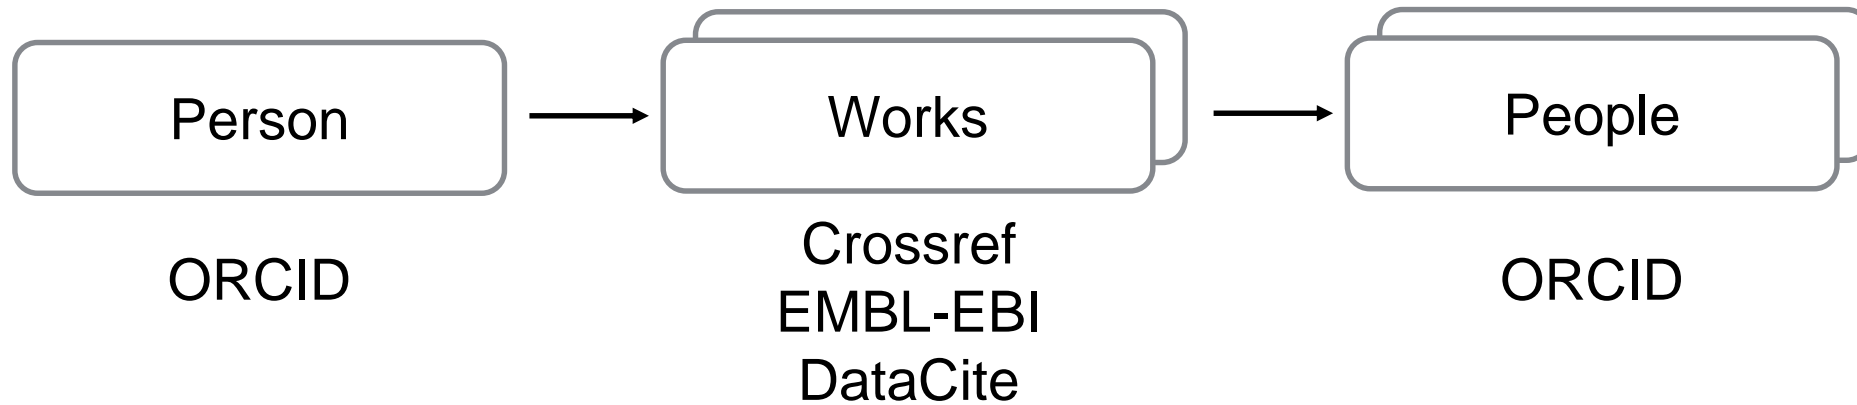 Person
Works
People
ORCID
Crossref
EMBL-EBI
DataCite
ORCID